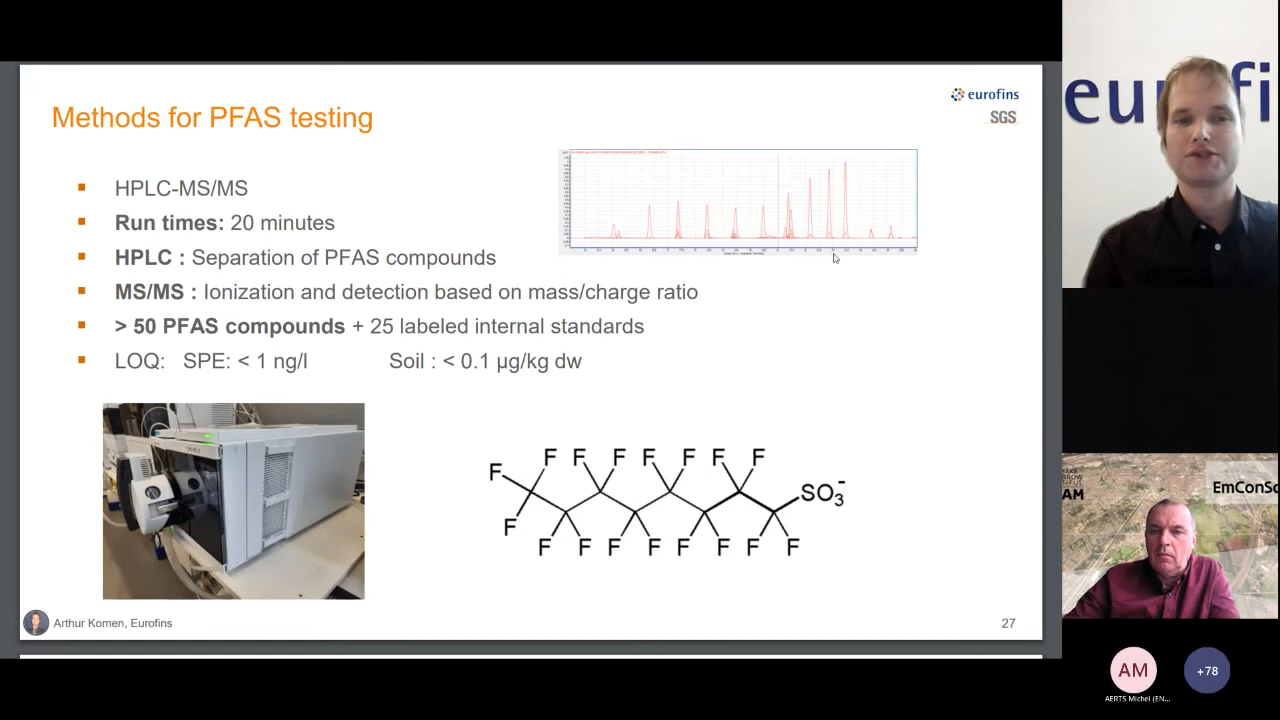 Methods for PFAS testing
eurofins
SGS
HPLC-MS/MS
Run times: 20 minutes
HPLC : Separation of PFAS compounds
MS/MS : Ionization and detection based on mass/charge ratio
> 50 PFAS compounds + 25 labeled internal standards
LOQ: SPE: < 1 ng/l Soil : < 0.1 µg/kg dw
F F F F F F F F
F SO3-
F
F F F F F F F F
Arthur Komen, Eurofins
27
eurofi
EmConSo
AM
AM
+78
AERTS Michel (EN...